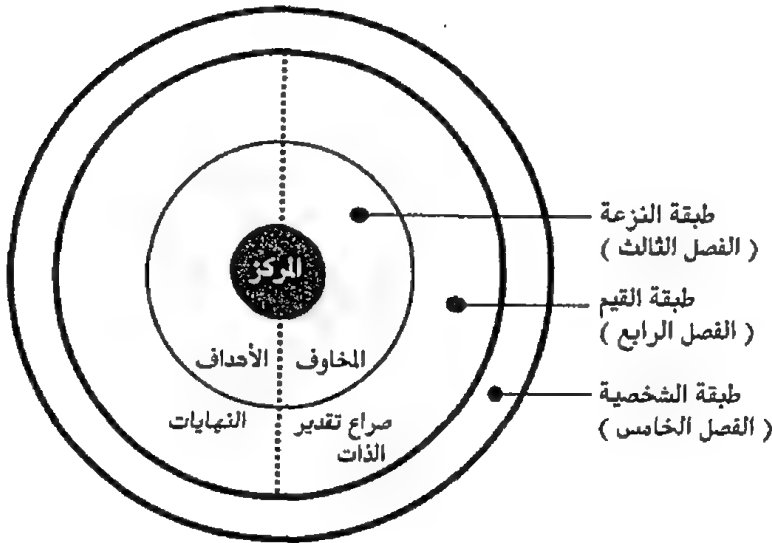 طبقة النزعة
( الفصل الثالث )
المركز
طبقة القيم
( الفصل الرابع )
المخاوف
الأهداف
طبقة الشخصية
( الفصل الخامس )
صراع تقدير
الذات
النهايات